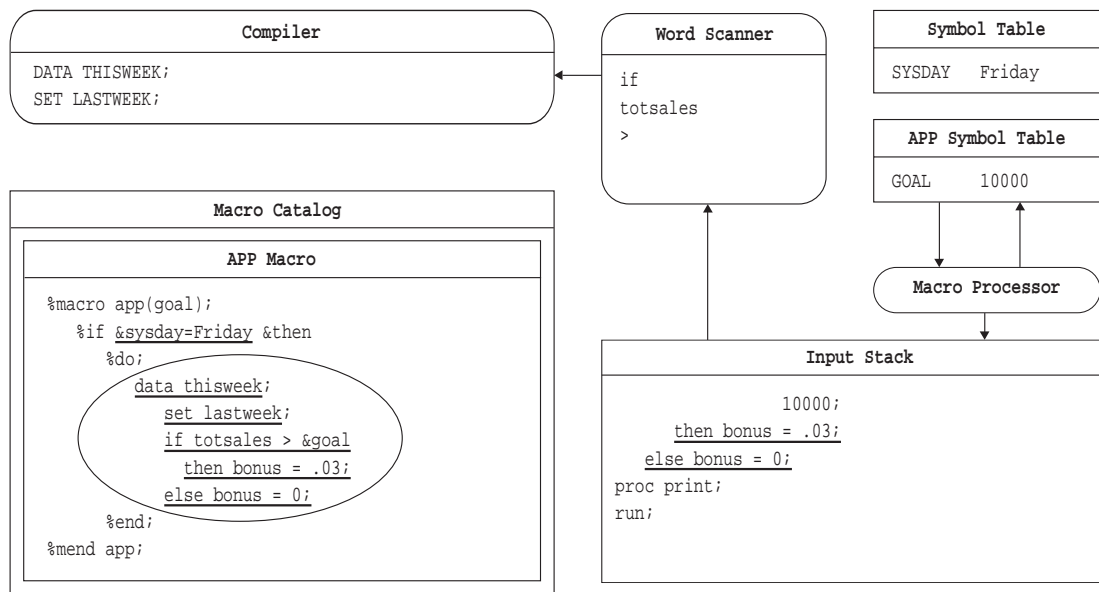 Compiler
DATA THISWEEK;
SET LASTWEEK;
Word Scanner
if
totsales
>
Symbol Table
SYSDAY Friday
APP Symbol Table
GOAL 10000
Macro Processor
Macro Catalog
APP Macro
%macro app(goal);
%if &sysday=Friday &then
%do;
data thisweek;
set lastweek;
if totsales > &goal
then bonus = .03;
else bonus = 0;
%end;
%mend app;
Input Stack
10000;
then bonus = .03;
else bonus = 0;
proc print;
run;